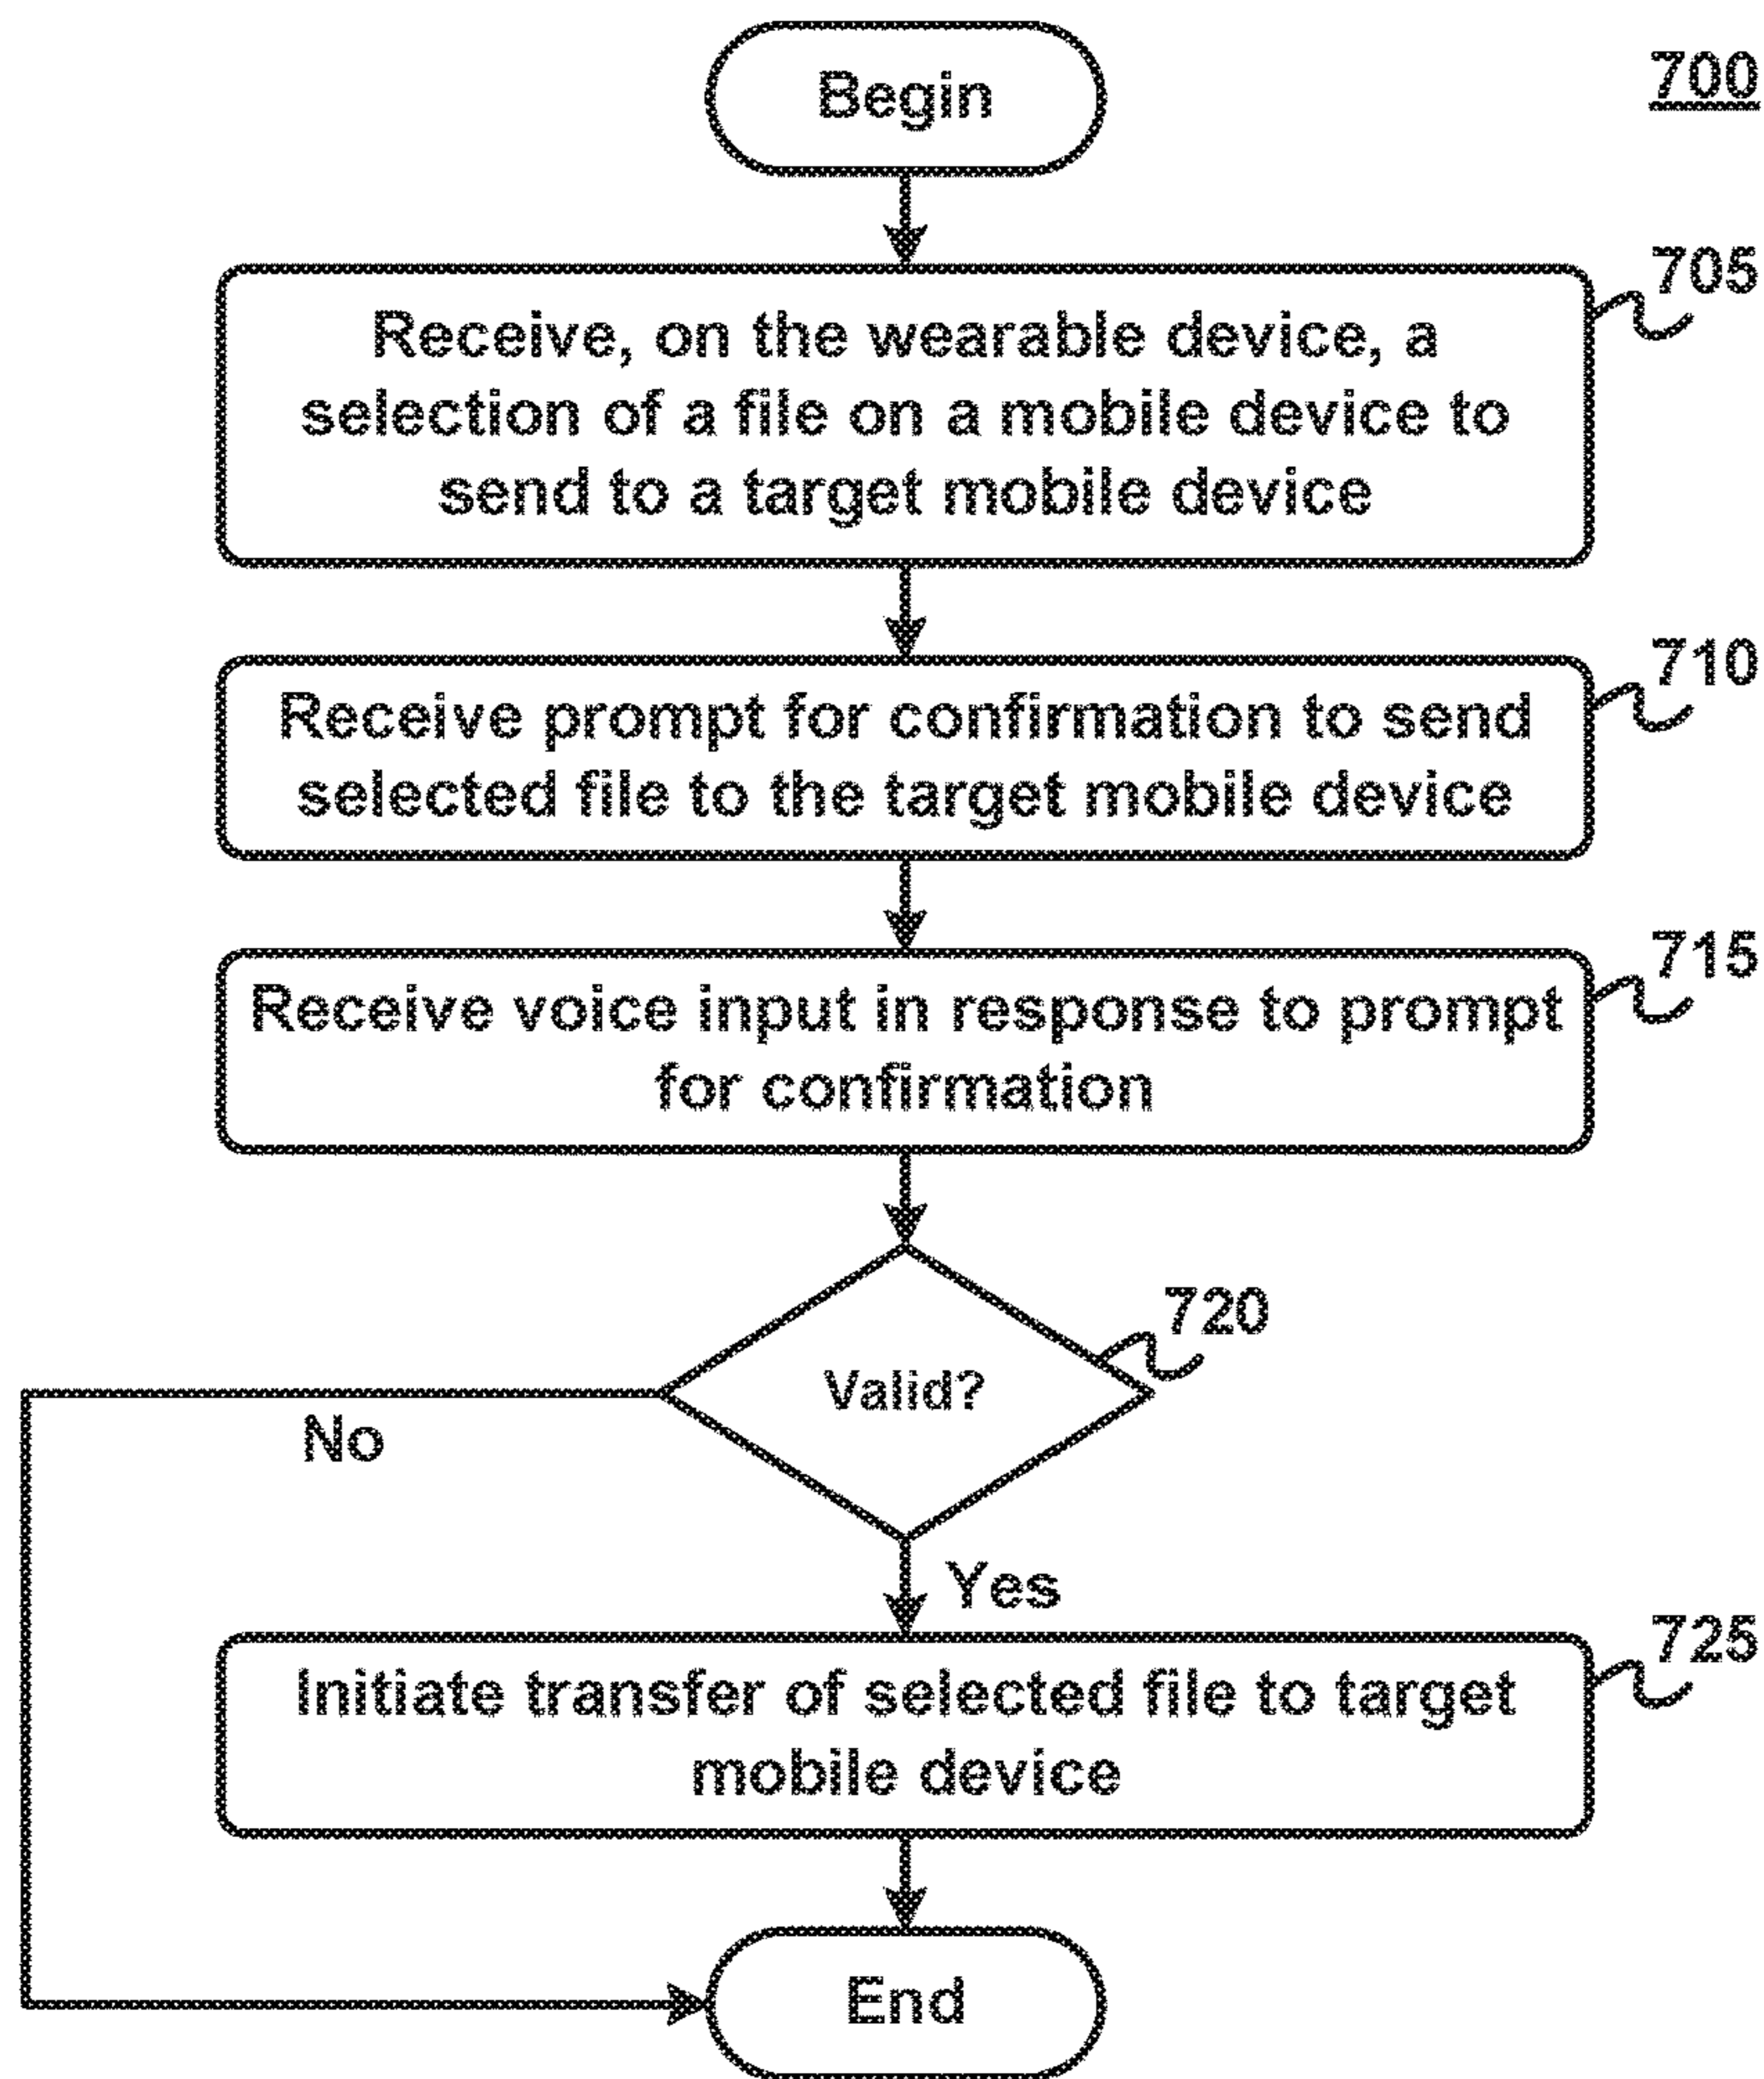 Begin
700
705
Receive, on the wearable device, a
selection of a file on a mobile device to
send to a target mobile device
710
Receive prompt for confirmation to send
selected file to the target mobile device
715
Receive voice input in response to prompt
for confirmation
720
Valid?
No
Yes
725
Initiate transfer of selected file to target
mobile device
End